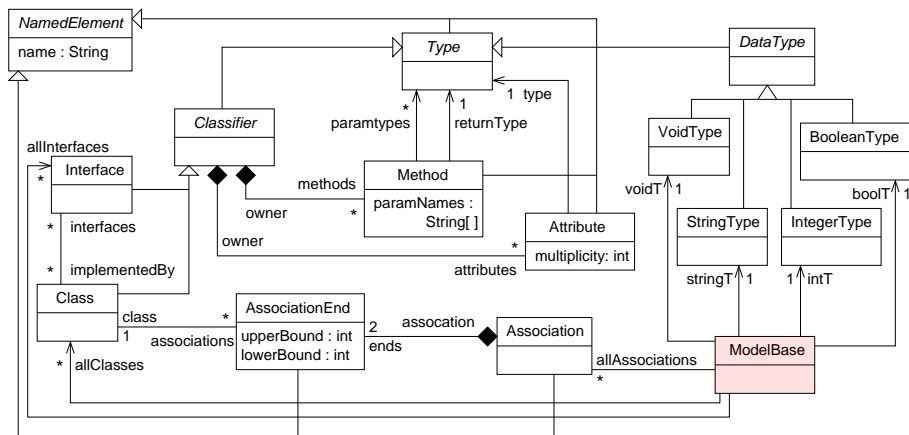 NamedElement
name : String
Type
DataType
1 type
*
1
paramtypes
returnType
Classifier
VoidType
BooleanType
allInterfaces
*
Interface
methods
Method
voidT 1
boolT 1
owner
*
paramNames :
String[ ]
StringType
IntegerType
*
interfaces
owner
*
Attribute
attributes
multiplicity: int
stringT 1
1 intT
*
implementedBy
Class
class
1
*
associations
AssociationEnd
upperBound : int
lowerBound : int
2
assocation
ends
Association
allAssociations
*
ModelBase
* allClasses